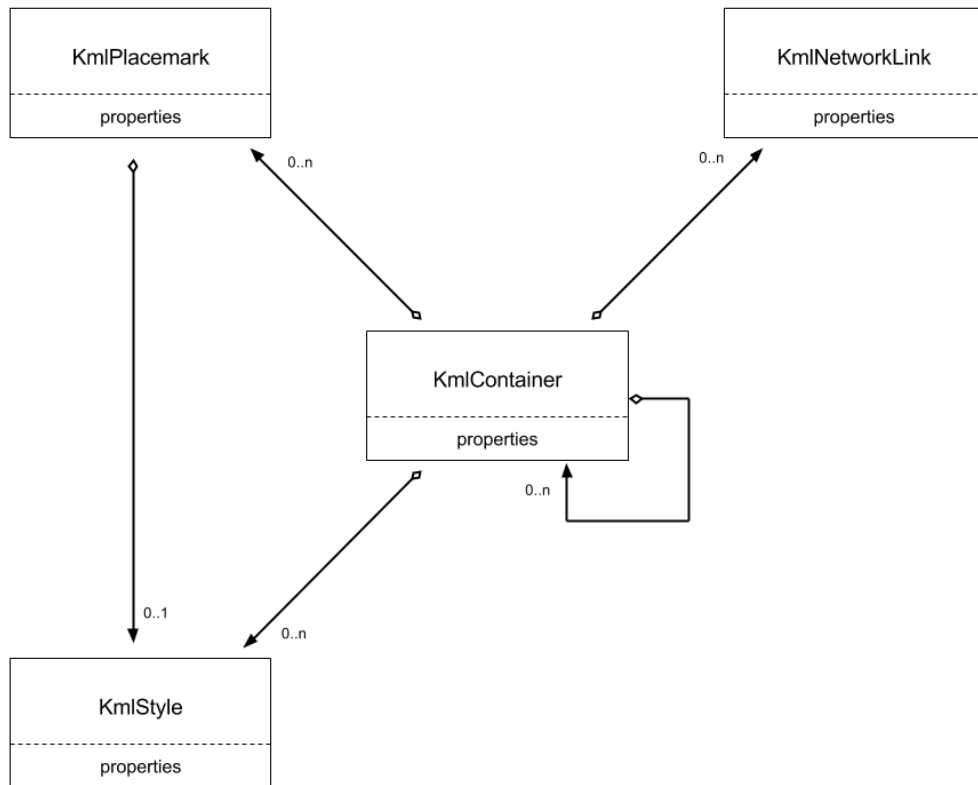 KmlPlacemark
properties
KmlNetworkLink
properties
0..n
0..n
KmlContainer
properties
0..n
0..1
0..n
KmlStyle
properties